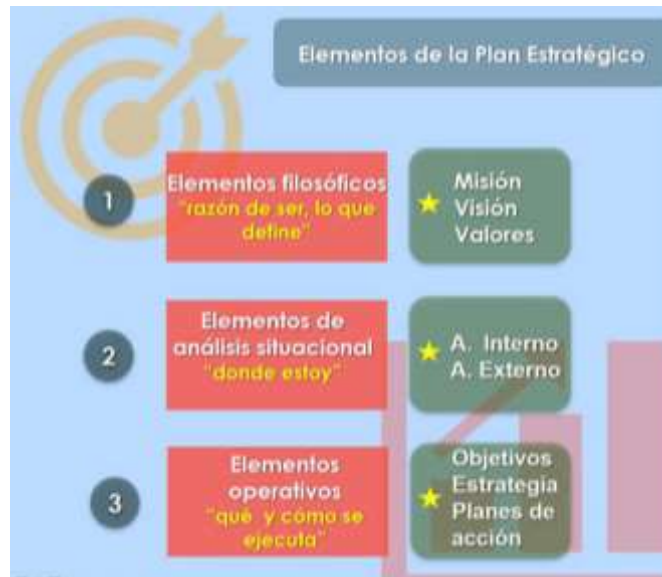 Elementos de la Plan Estratégico
1
Elementos filosóficos
"razón de ser, lo que
define"
Misión
Visión
Valores
2
Elementos de
análisis situacional
"donde estoy"
A. Interno
A. Externo
3
Elementos
operativos
"qué y cómo se
ejecuta"
Objetivos
Estrategia
Planes de
acción